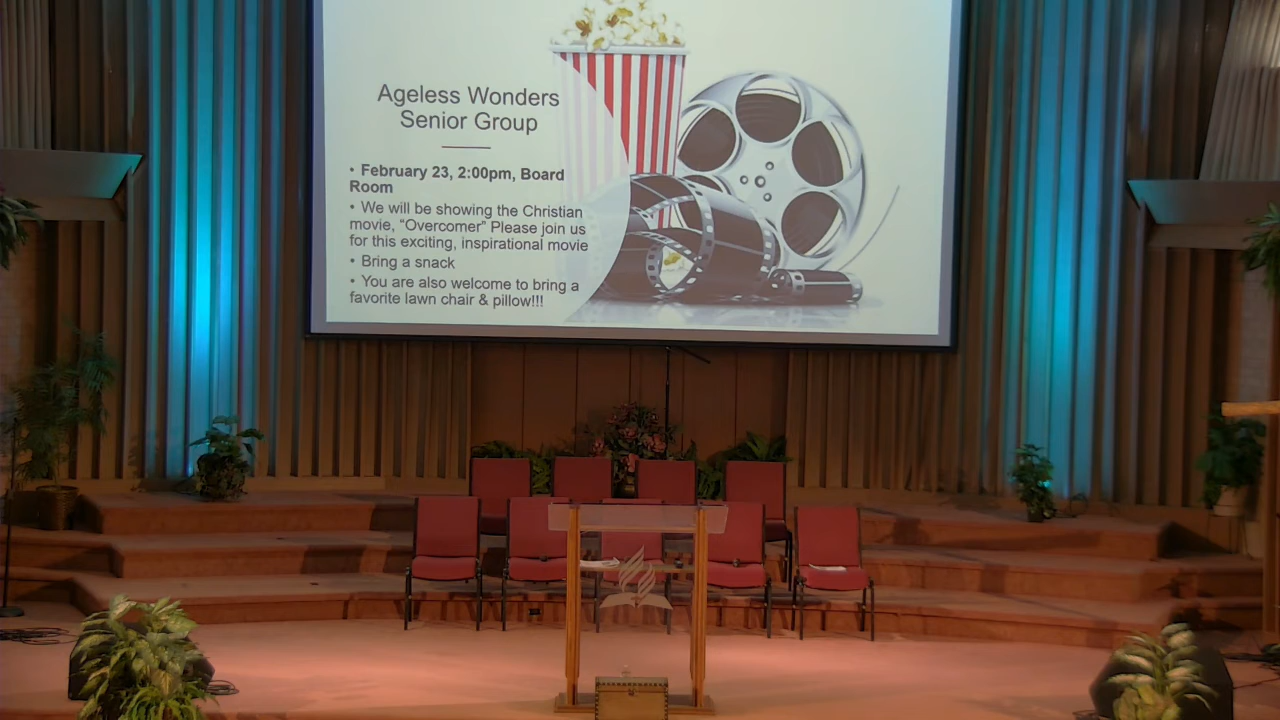 Ageless Wonders
Senior Group
• February 23, 2:00pm, Board
Room
• We will be showing the Christian
movie, “Overcomer” Please join us
for this exciting, inspirational movie
• Bring a snack
• You are also welcome to bring a
favorite lawn chair & pillow!!!